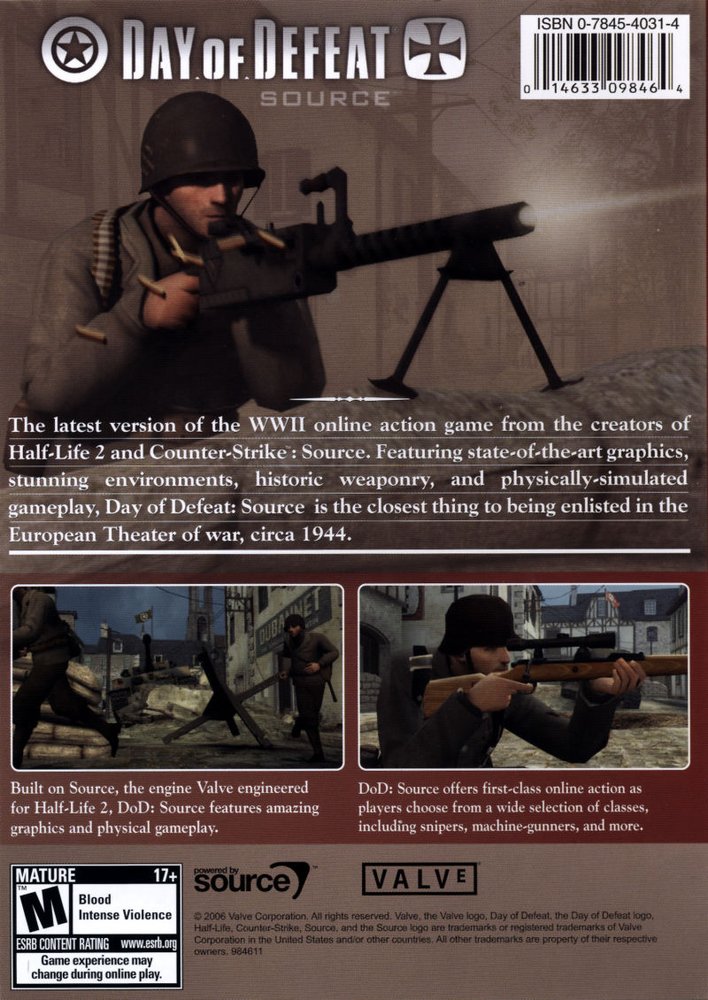 DAY OF DEFEAT
SOURCE™
ISBN 0-7845-4031-4
0 14633 09846 4
The latest version of the WWII online action game from the creators of
Half-Life 2 and Counter-Strike™: Source. Featuring state-of-the-art graphics,
stunning environments, historic weaponry, and physically-simulated
gameplay, Day of Defeat: Source is the closest thing to being enlisted in the
European Theater of war, circa 1944.
DUBONNET
Built on Source, the engine Valve engineered
for Half-Life 2, DoD: Source features amazing
graphics and physical gameplay.
DoD: Source offers first-class online action as
players choose from a wide selection of classes,
including snipers, machine-gunners, and more.
MATURE 17+
M
Blood
Intense Violence
ESRB CONTENT RATING www.esrb.org
Game experience may
change during online play.
powered by
source™
VALVE
© 2006 Valve Corporation. All rights reserved. Valve, the Valve logo, Day of Defeat, the Day of Defeat logo,
Half-Life, Counter-Strike, Source, and the Source logo are trademarks or registered trademarks of Valve
Corporation in the United States and/or other countries. All other trademarks are property of their respective
owners. 984611